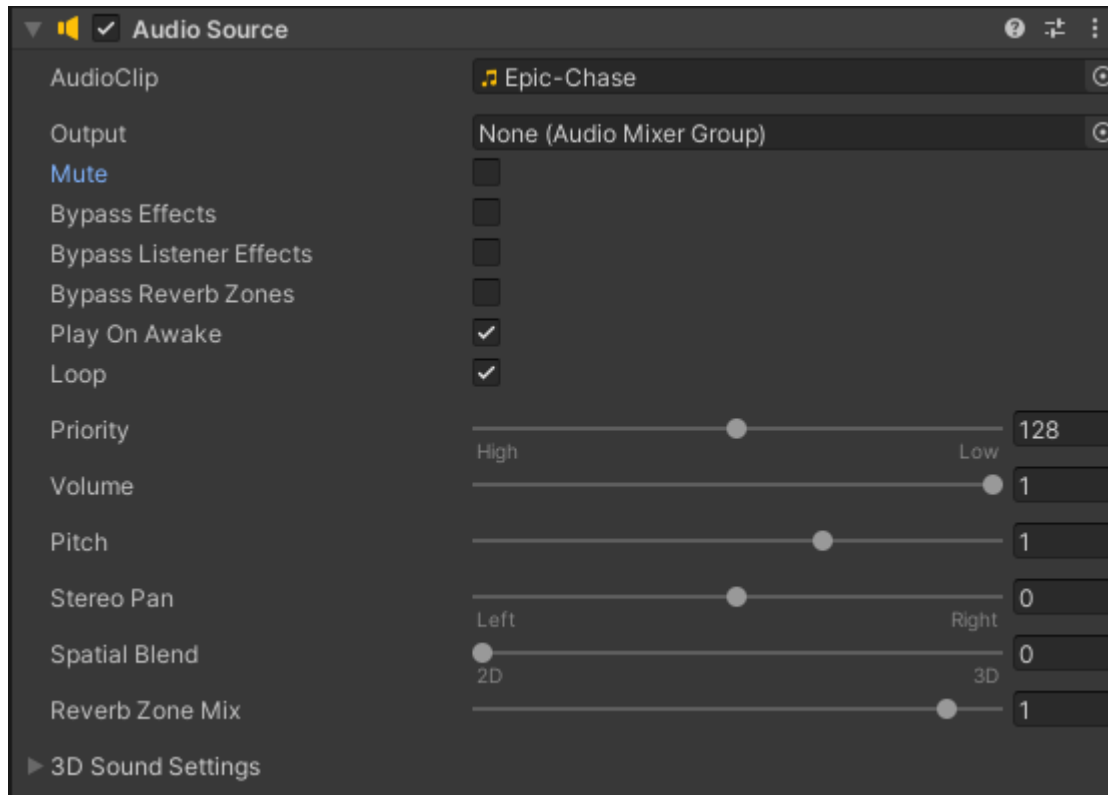 Audio Source
AudioClip Epic-Chase
Output None (Audio Mixer Group)
Mute
Bypass Effects
Bypass Listener Effects
Bypass Reverb Zones
Play On Awake
Loop
Priority 128
High Low
Volume 1
Pitch 1
Stereo Pan 0
Left Right
Spatial Blend 0
2D 3D
Reverb Zone Mix 1
3D Sound Settings